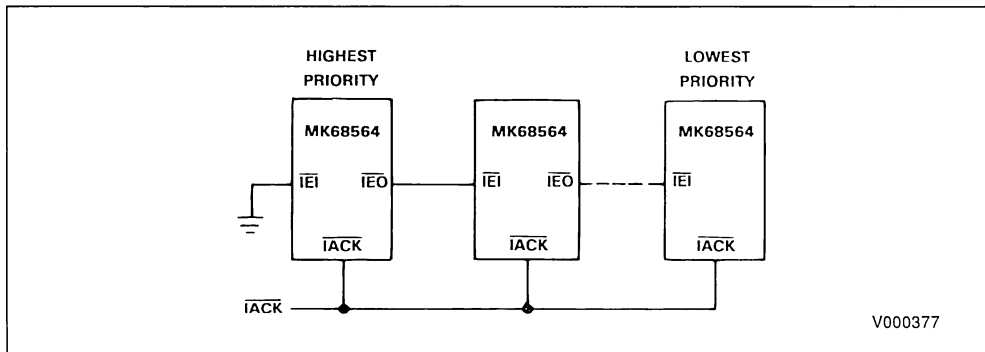 HIGHEST
PRIORITY
LOWEST
PRIORITY
MK68564
MK68564
MK68564
IEI
IEO
IEI
IEO
IEI
IACK
IACK
IACK
IACK
V000377